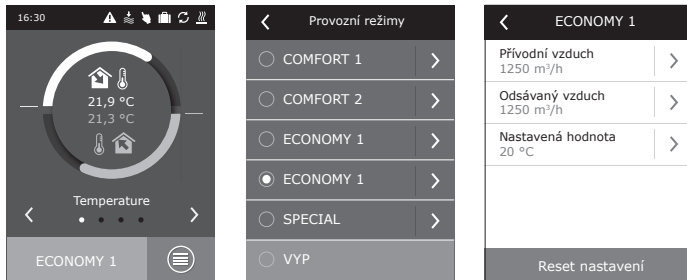 16:30
21,9 °C
21,3 °C
Temperature
ECONOMY 1
Provozní režimy
COMFORT 1
COMFORT 2
ECONOMY 1
ECONOMY 1
SPECIAL
VYP
ECONOMY 1
Přívodní vzduch
1250 m³/h
Odsávaný vzduch
1250 m³/h
Nastavená hodnota
20 °C
Reset nastavení